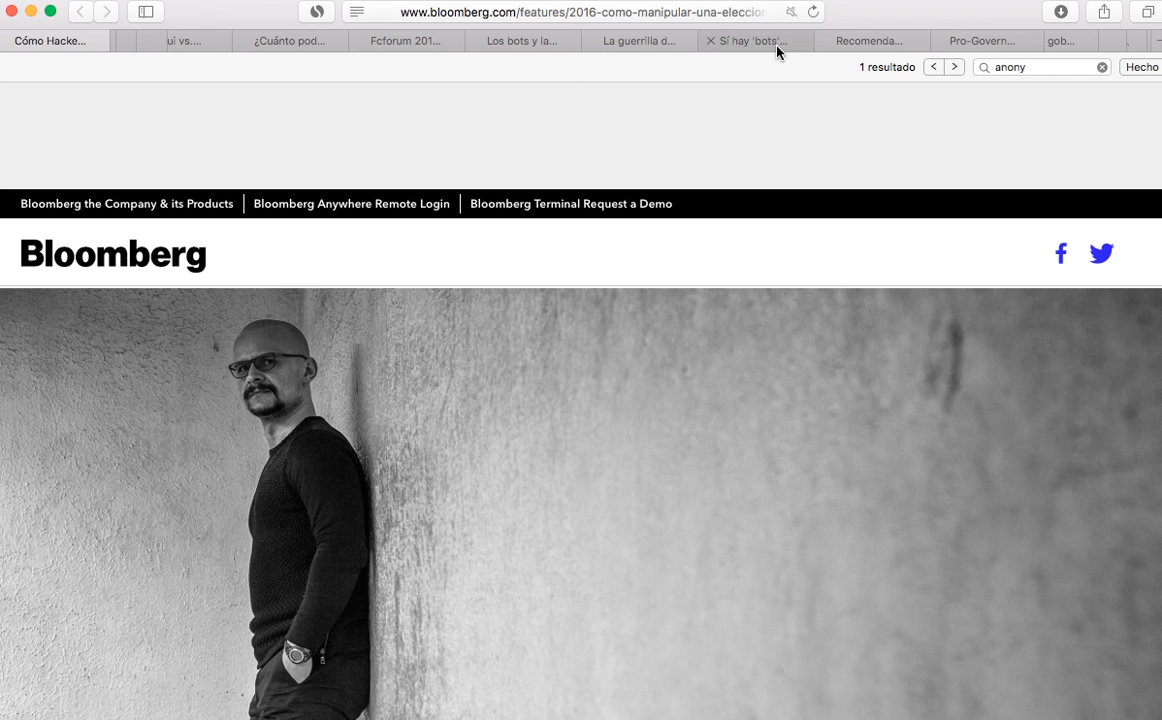 www.bloomberg.com/features/2016-como-manipular-una-eleccion
Cómo Hacke...
ui vs....
¿Cuánto pod...
Fcforum 201...
Los bots y la...
La guerrilla d...
Sí hay 'bots'...
Recomenda...
Pro-Govern...
gob...
1 resultado
anony
Hecho
Bloomberg the Company & its Products
Bloomberg Anywhere Remote Login
Bloomberg Terminal Request a Demo
Bloomberg